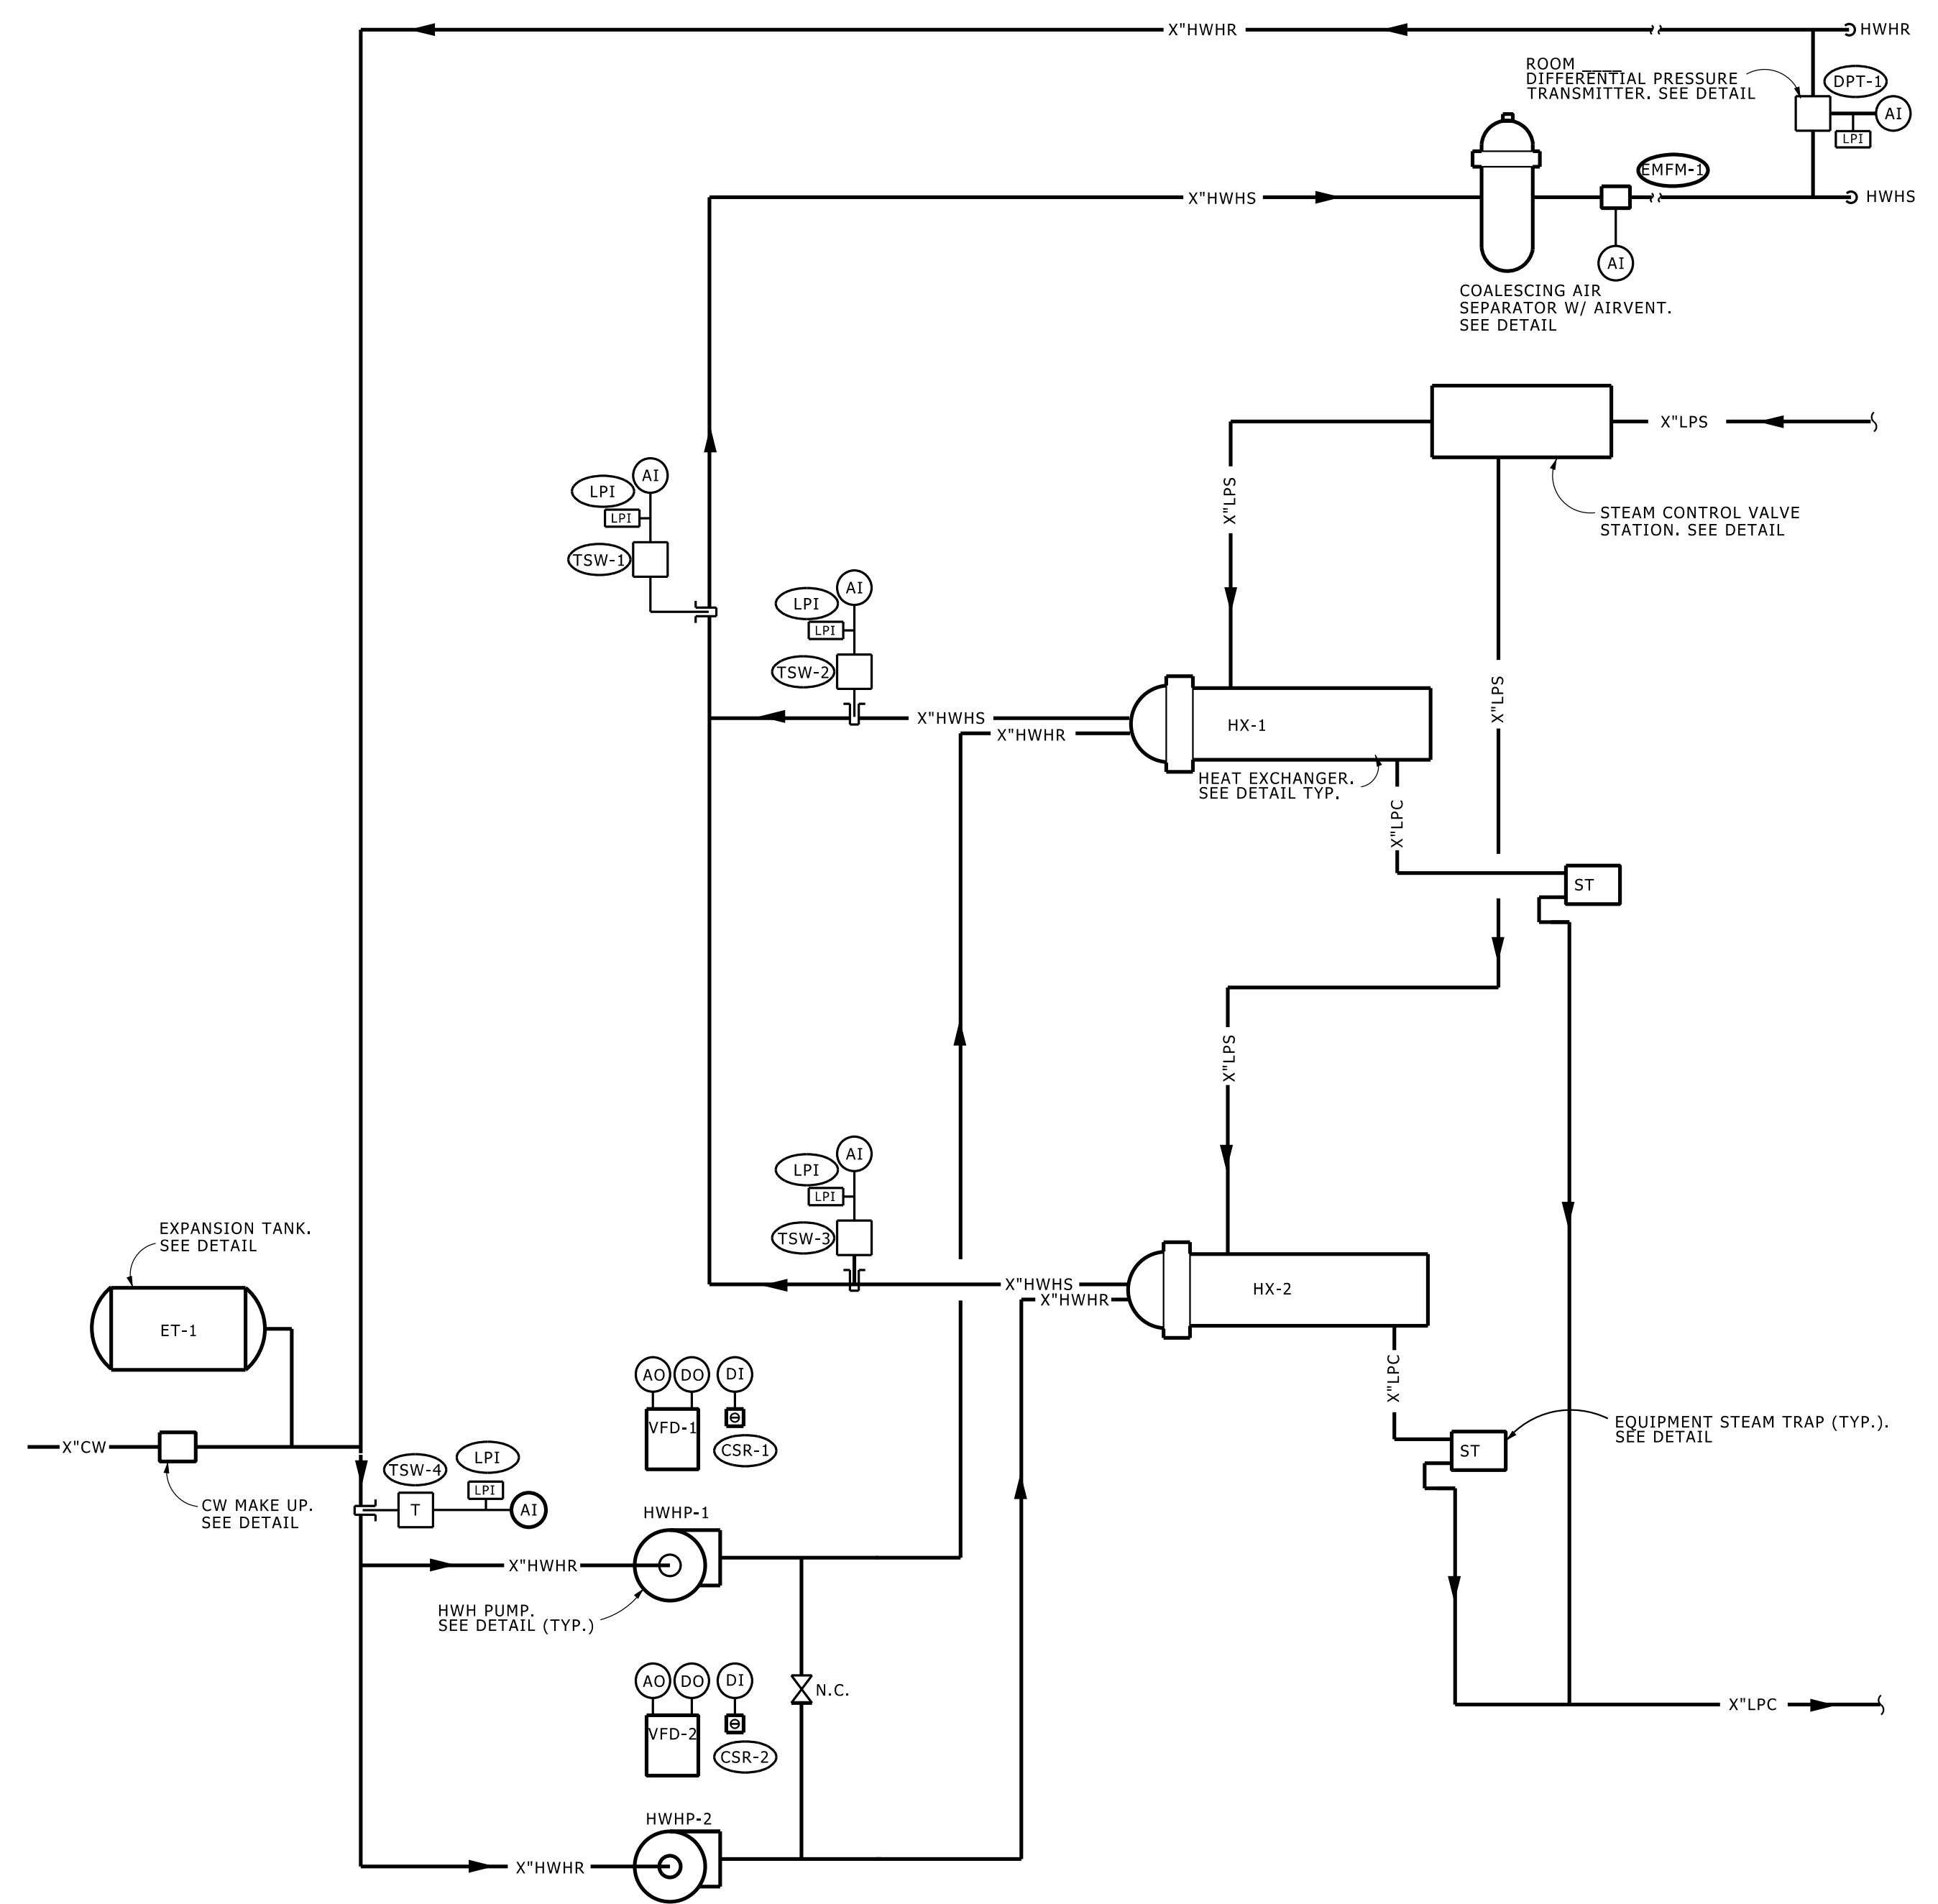 X"HWHR
HWHR
ROOM ____
DIFFERENTIAL PRESSURE
TRANSMITTER. SEE DETAIL
DPT-1
AI
LPI
EMFM-1
X"HWHS
HWHS
AI
COALESCING AIR
SEPARATOR W/ AIRVENT.
SEE DETAIL
X"LPS
X"LPS
STEAM CONTROL VALVE
STATION. SEE DETAIL
AI
LPI
LPI
TSW-1
AI
LPI
LPI
TSW-2
X"HWHS
X"HWHR
HX-1
X"LPS
HEAT EXCHANGER.
SEE DETAIL TYP.
X"LPC
ST
X"LPS
AI
LPI
LPI
TSW-3
X"HWHS
X"HWHR
HX-2
EXPANSION TANK.
SEE DETAIL
ET-1
X"LPC
AO
DO
DI
VFD-1
CSR-1
EQUIPMENT STEAM TRAP (TYP.).
SEE DETAIL
ST
X"CW
TSW-4
LPI
LPI
T
AI
CW MAKE UP.
SEE DETAIL
HWHP-1
X"HWHR
HWH PUMP.
SEE DETAIL (TYP.)
AO
DO
DI
N.C.
VFD-2
CSR-2
X"LPC
HWHP-2
X"HWHR